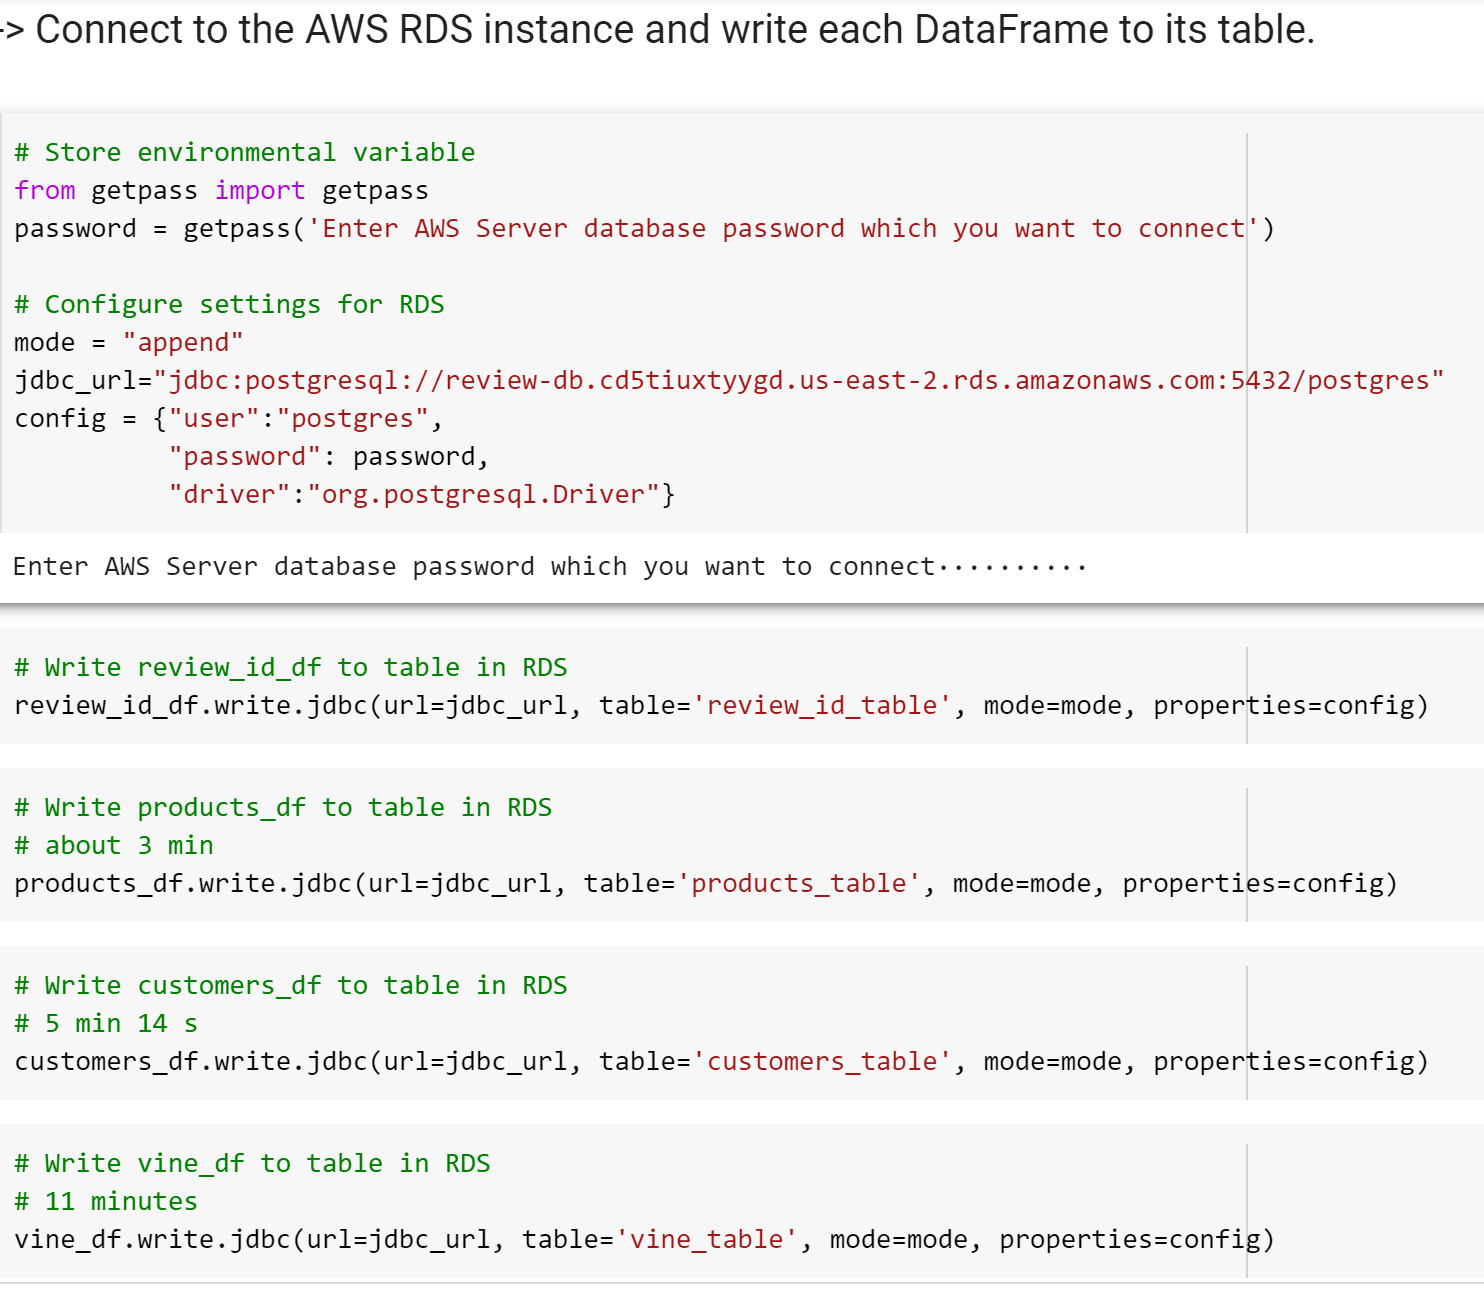 -> Connect to the AWS RDS instance and write each DataFrame to its table.
# Store environmental variable
from getpass import getpass
password = getpass('Enter AWS Server database password which you want to connect')
# Configure settings for RDS
mode = "append"
jdbc_url="jdbc:postgresql://review-db.cd5tiuxtyygd.us-east-2.rds.amazonaws.com:5432/postgres"
config = {"user":"postgres",
          "password": password,
          "driver":"org.postgresql.Driver"}
Enter AWS Server database password which you want to connect··········
# Write review_id_df to table in RDS
review_id_df.write.jdbc(url=jdbc_url, table='review_id_table', mode=mode, properties=config)
# Write products_df to table in RDS
# about 3 min
products_df.write.jdbc(url=jdbc_url, table='products_table', mode=mode, properties=config)
# Write customers_df to table in RDS
# 5 min 14 s
customers_df.write.jdbc(url=jdbc_url, table='customers_table', mode=mode, properties=config)
# Write vine_df to table in RDS
# 11 minutes
vine_df.write.jdbc(url=jdbc_url, table='vine_table', mode=mode, properties=config)